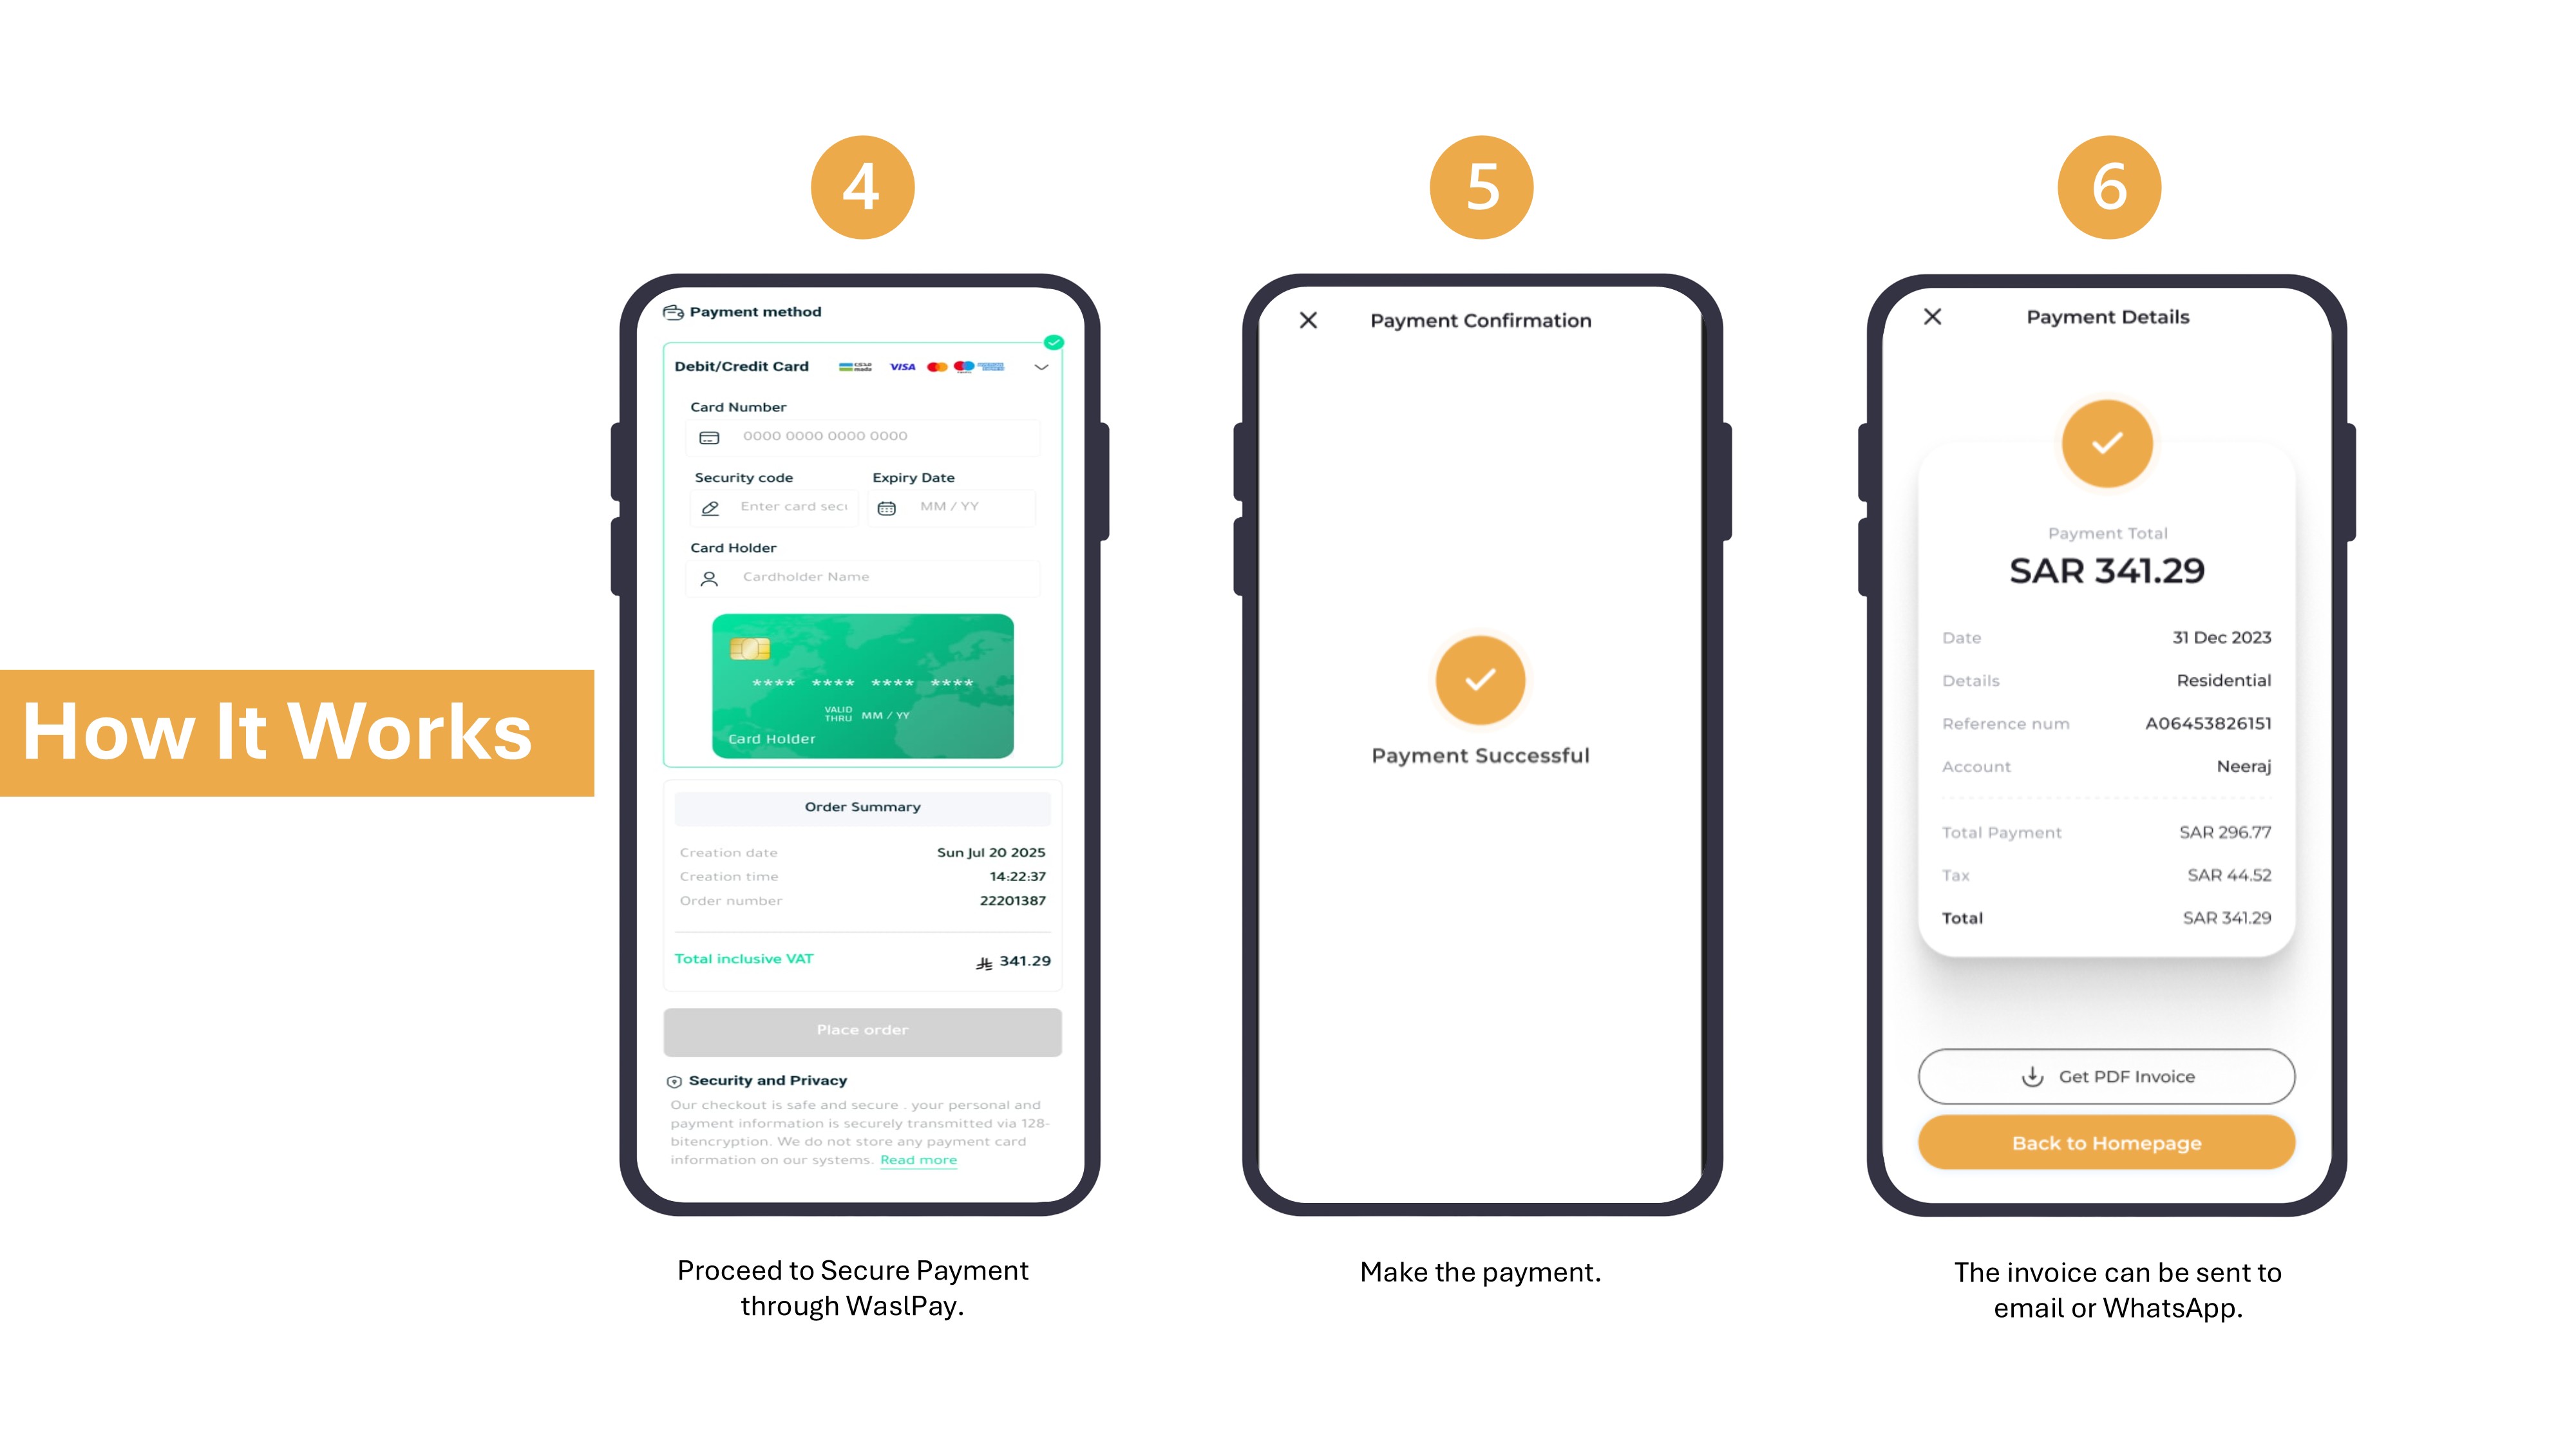 How It Works
4
Payment method
Debit/Credit Card VISA
Card Number
0000 0000 0000 0000
Security code Expiry Date
Enter card secu MM / YY
Card Holder
Cardholder Name
**** **** **** ****
VALID
THRU MM / YY
Card Holder
Order Summary
Creation date Sun Jul 20 2025
Creation time 14:22:37
Order number 22201387
Total inclusive VAT 341.29
Place order
Security and Privacy
Our checkout is safe and secure . your personal and
payment information is securely transmitted via 128-
bitencryption. We do not store any payment card
information on our systems. Read more
Proceed to Secure Payment
through WaslPay.
5
Payment Confirmation
Payment Successful
Make the payment.
6
Payment Details
Payment Total
SAR 341.29
Date 31 Dec 2023
Details Residential
Reference num A06453826151
Account Neeraj
Total Payment SAR 296.77
Tax SAR 44.52
Total SAR 341.29
Get PDF Invoice
Back to Homepage
The invoice can be sent to
email or WhatsApp.